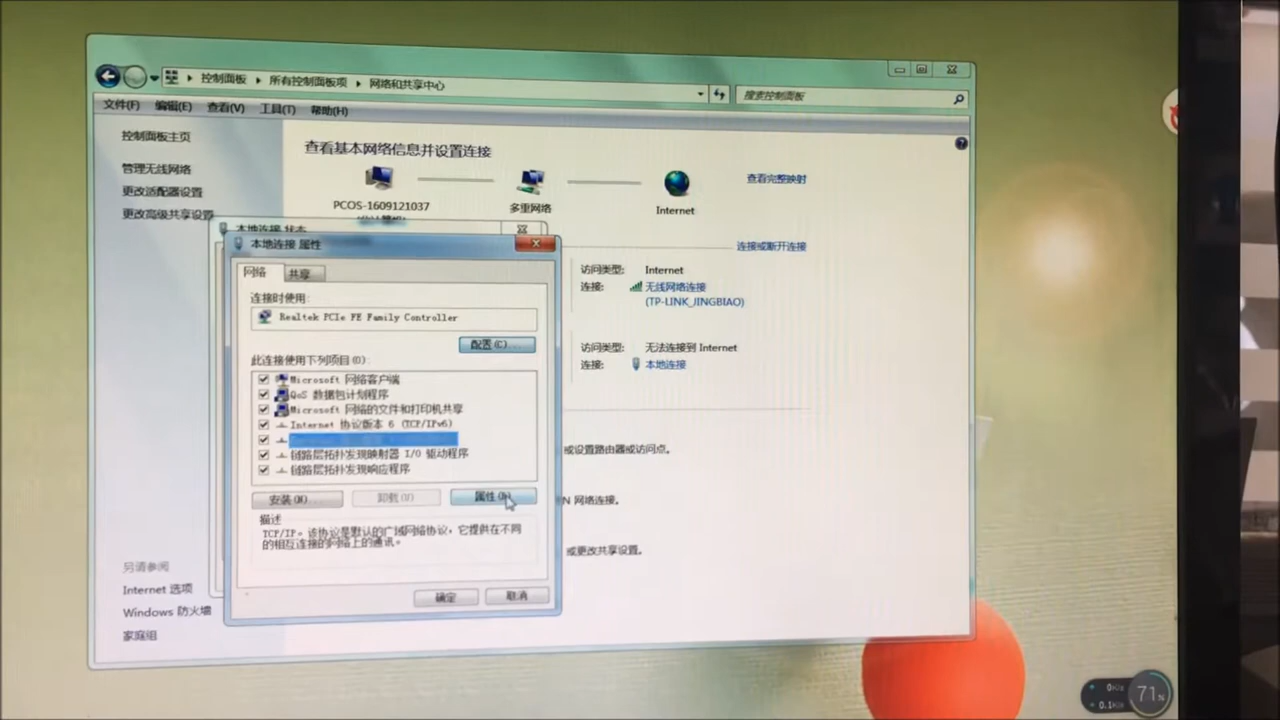 控制面板 ▸ 所有控制面板项 ▸ 网络和共享中心
搜索控制面板
文件(F) 编辑(E) 查看(V) 工具(T) 帮助(H)
控制面板主页
管理无线网络
更改适配器设置
更改高级共享设置
另请参阅
Internet 选项
Windows 防火墙
家庭组
查看基本网络信息并设置连接
PCOS-1609121037
多重网络
Internet
查看完整映射
连接或断开连接
访问类型: Internet
连接: 无线网络连接
(TP-LINK_JINGBIAO)
访问类型: 无法连接到 Internet
连接: 本地连接
或设置路由器或访问点。
N 网络连接。
或更改共享设置。
本地连接 状态
本地连接 属性
网络 共享
连接时使用:
Realtek PCIe FE Family Controller
配置(C)...
此连接使用下列项目(O):
Microsoft 网络客户端
QoS 数据包计划程序
Microsoft 网络的文件和打印机共享
Internet 协议版本 6 (TCP/IPv6)
链路层拓扑发现映射器 I/O 驱动程序
链路层拓扑发现响应程序
安装(N)... 卸载(U) 属性(R)
描述
TCP/IP。该协议是默认的广域网络协议，它提供在不同
的相互连接的网络上的通讯。
确定 取消
0K/s
0.1K/s
71%